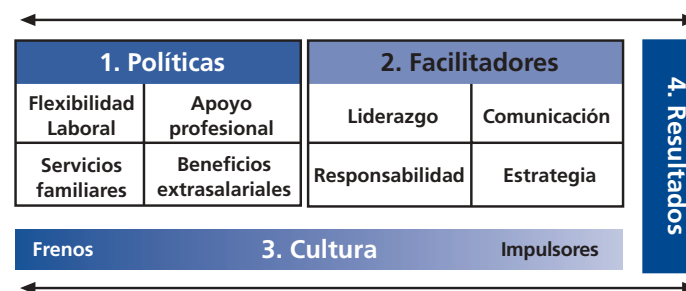 1. Políticas
Flexibilidad
Laboral
Apoyo
profesional
Servicios
familiares
Beneficios
extrasalariales
2. Facilitadores
Liderazgo
Comunicación
Responsabilidad
Estrategia
Frenos
3. Cultura
Impulsores
4. Resultados